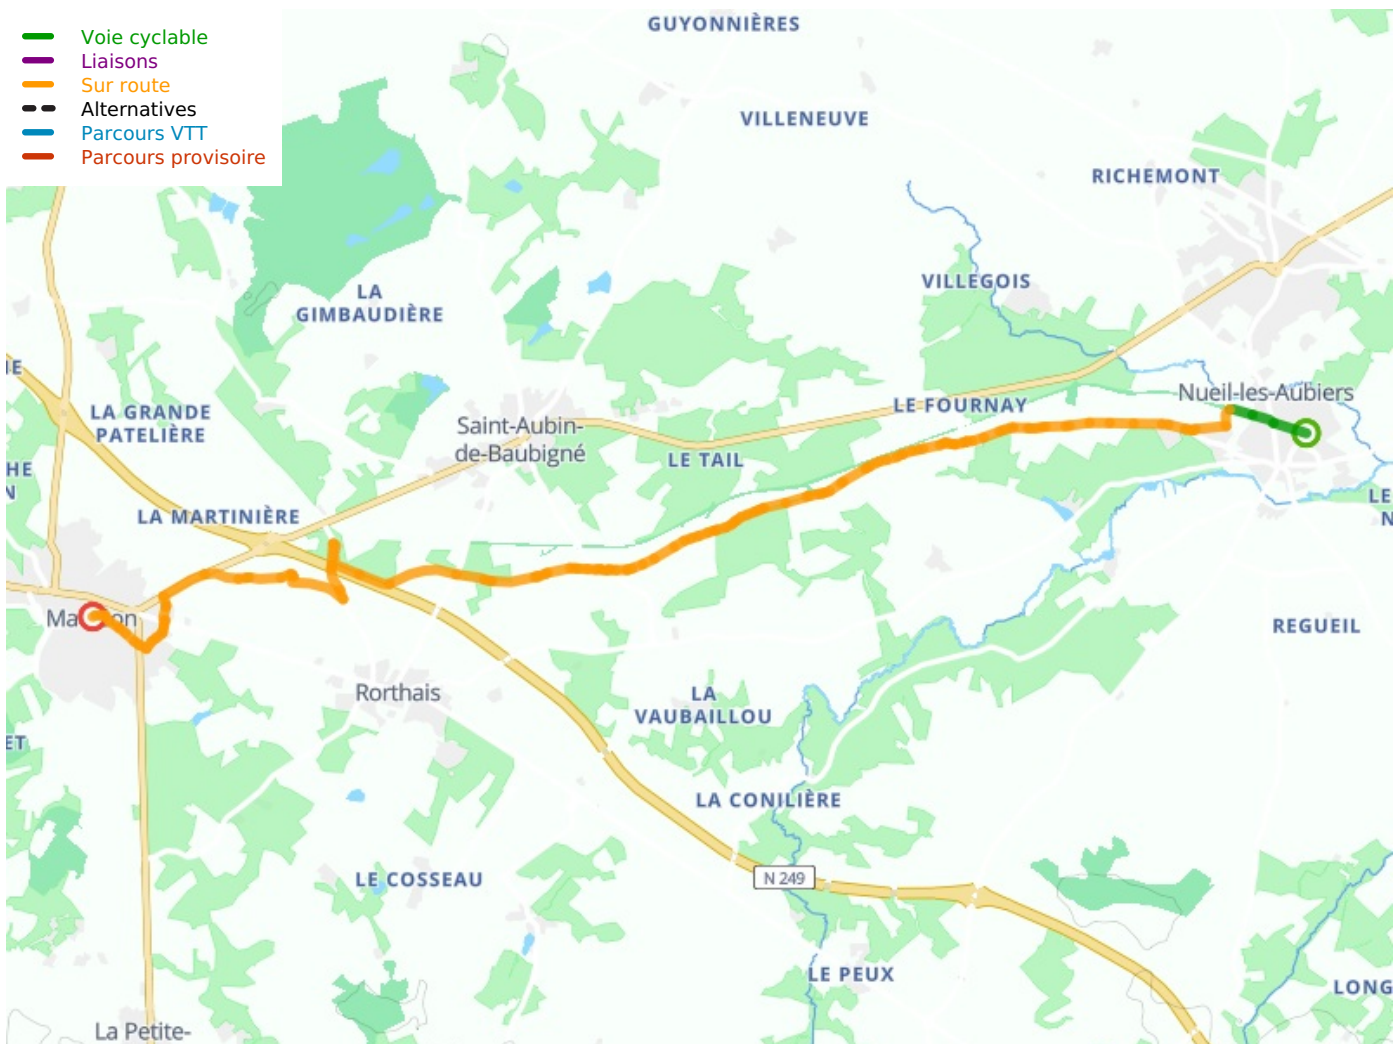 Voie cyclable
Liaisons
Sur route
Alternatives
Parcours VTT
Parcours provisoire
GUYONNIÈRES
VILLENEUVE
RICHEMONT
VILLEGOIS
LA
GIMBAUDIÈRE
LA GRANDE
PATELIÈRE
Saint-Aubin-
de-Baubigné
LE TAIL
LE FOURNAY
Nueil-les-Aubiers
LA MARTINIÈRE
REGUEIL
Rorthais
LA
VAUBAILLOU
LA CONILIÈRE
LE COSSEAU
N 249
LE PEUX
LONG
La Petite-